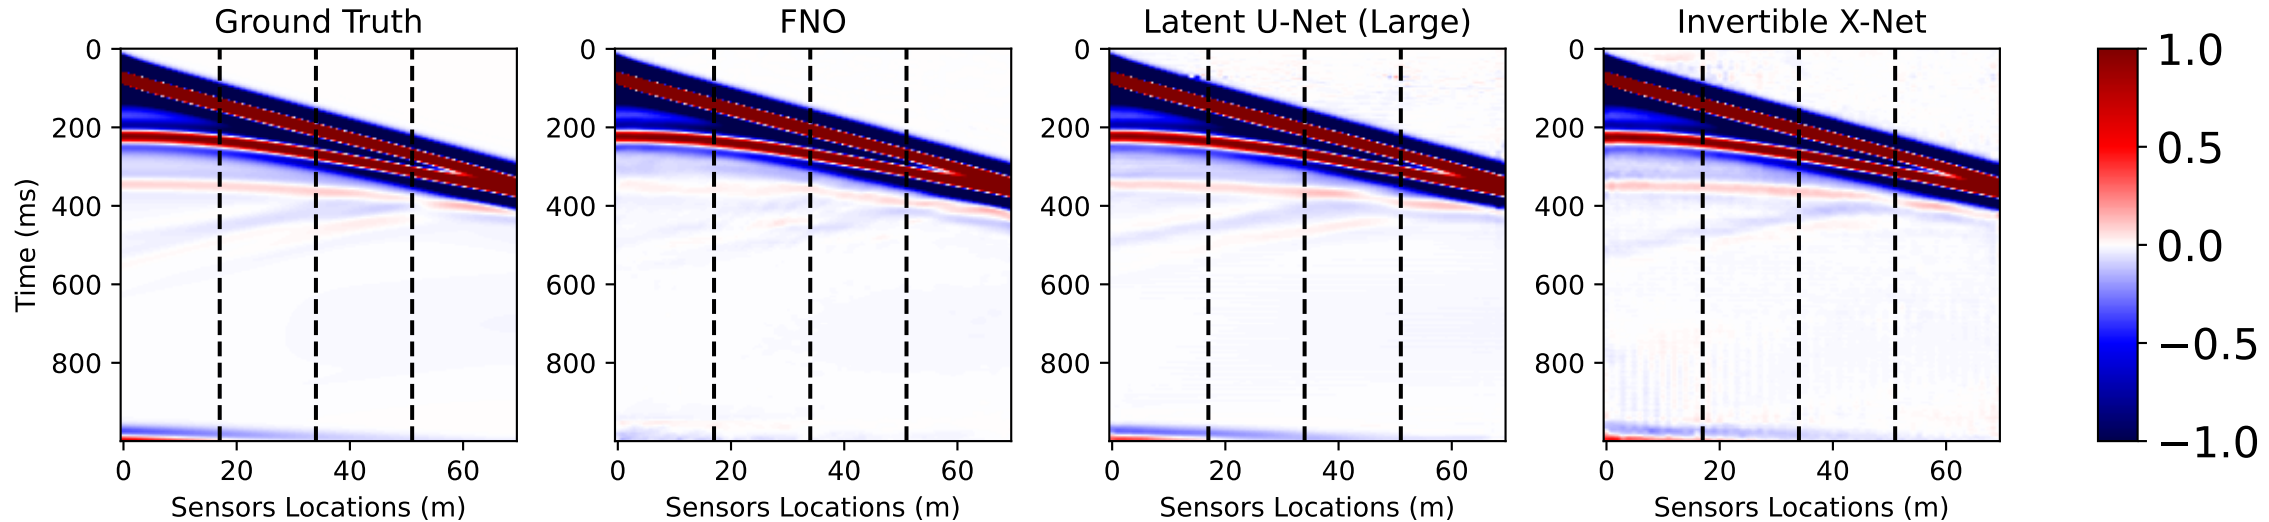 Ground Truth
FNO
Latent U-Net (Large)
Invertible X-Net
Time (ms)
0
200
400
600
800
0 20 40 60
Sensors Locations (m)
0
200
400
600
800
0 20 40 60
Sensors Locations (m)
0
200
400
600
800
0 20 40 60
Sensors Locations (m)
0
200
400
600
800
0 20 40 60
Sensors Locations (m)
1.0
0.5
0.0
−0.5
−1.0